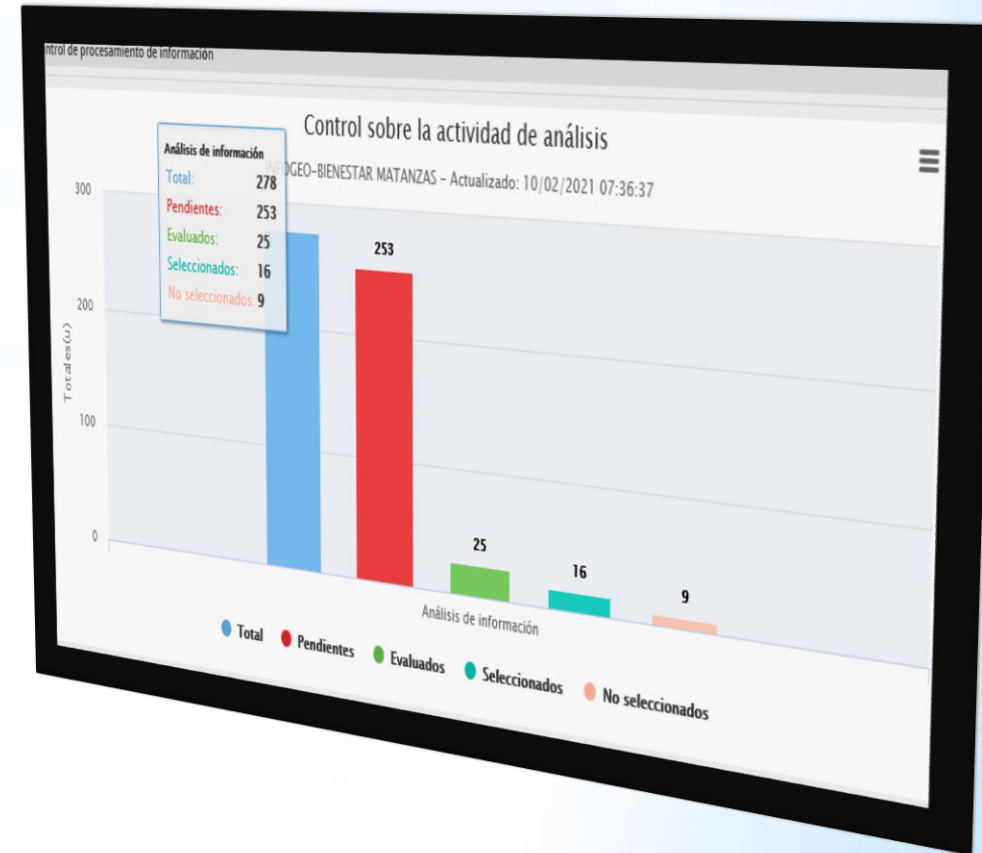 ntrol de procesamiento de información
Control sobre la actividad de análisis
INFOGEO-BIENESTAR MATANZAS - Actualizado: 10/02/2021 07:36:37
Análisis de información
Total: 278
Pendientes: 253
Evaluados: 25
Seleccionados: 16
No seleccionados: 9
300
200
100
0
Totales(u)
253
25
16
9
Análisis de información
Total
Pendientes
Evaluados
Seleccionados
No seleccionados